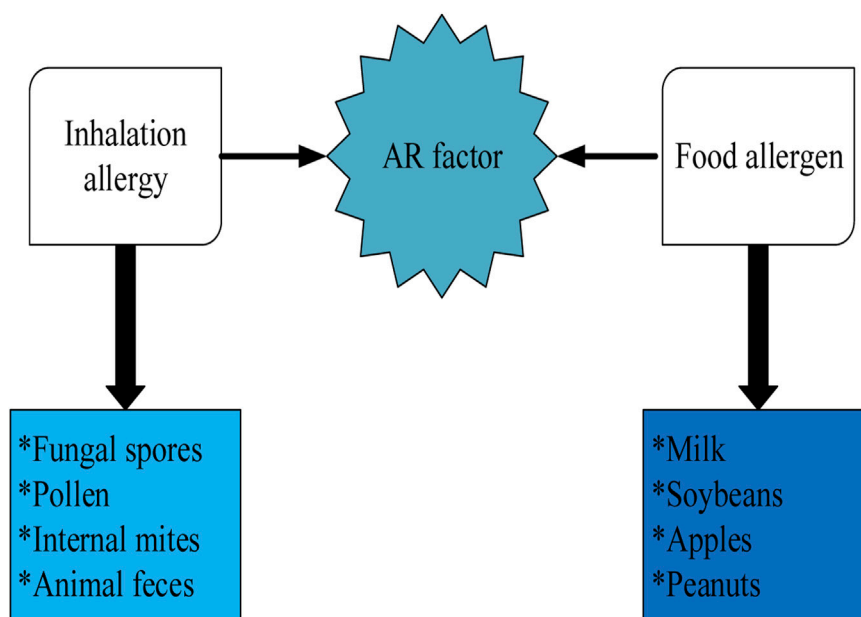 Inhalation
allergy
AR factor
Food allergen
*Fungal spores
*Pollen
*Internal mites
*Animal feces
*Milk
*Soybeans
*Apples
*Peanuts